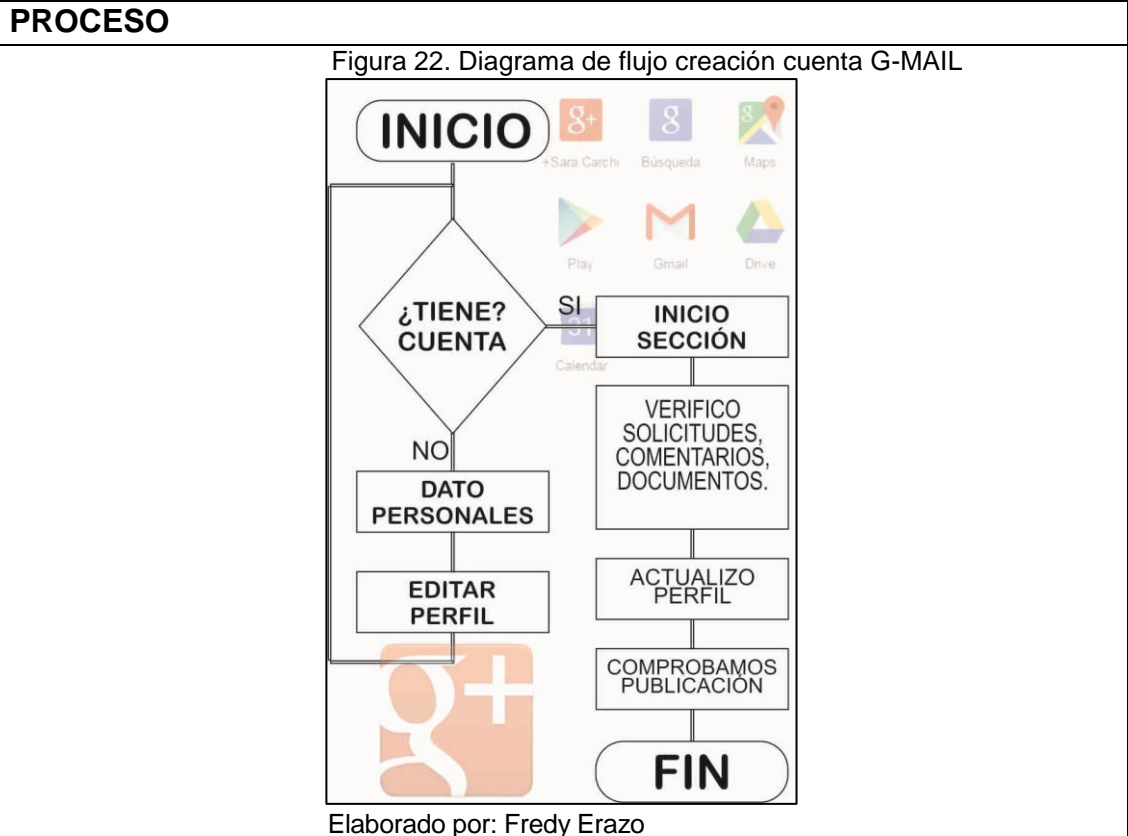 PROCESO
Figura 22. Diagrama de flujo creación cuenta G-MAIL
INICIO
g+
g
g
+Sara Carchi
Búsqueda
Maps
Play
Gmail
Drive
¿TIENE?
CUENTA
SI
31
Calendar
INICIO
SECCIÓN
VERIFICO
SOLICITUDES,
COMENTARIOS,
DOCUMENTOS.
NO
DATO
PERSONALES
EDITAR
PERFIL
ACTUALIZO
PERFIL
COMPROBAMOS
PUBLICACIÓN
g+
FIN
Elaborado por: Fredy Erazo